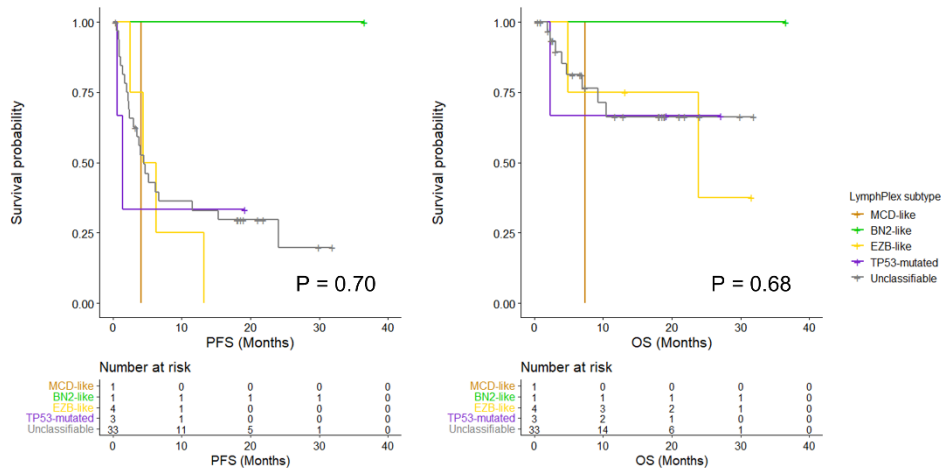 1.00
0.75
0.50
0.25
0.00
Survival probability
P = 0.70
0 10 20 30 40
PFS (Months)
Number at risk
MCD-like 1 0 0 0 0
BN2-like 1 1 1 1 0
EZB-like 4 1 0 0 0
TP53-mutated 3 1 0 0 0
Unclassifiable 33 11 5 1 0
0 10 20 30 40
PFS (Months)
1.00
0.75
0.50
0.25
0.00
Survival probability
P = 0.68
0 10 20 30 40
OS (Months)
Number at risk
MCD-like 1 0 0 0 0
BN2-like 1 1 1 1 0
EZB-like 4 3 2 1 0
TP53-mutated 3 2 1 0 0
Unclassifiable 33 14 6 1 0
0 10 20 30 40
OS (Months)
LymphPlex subtype
MCD-like
BN2-like
EZB-like
TP53-mutated
Unclassifiable